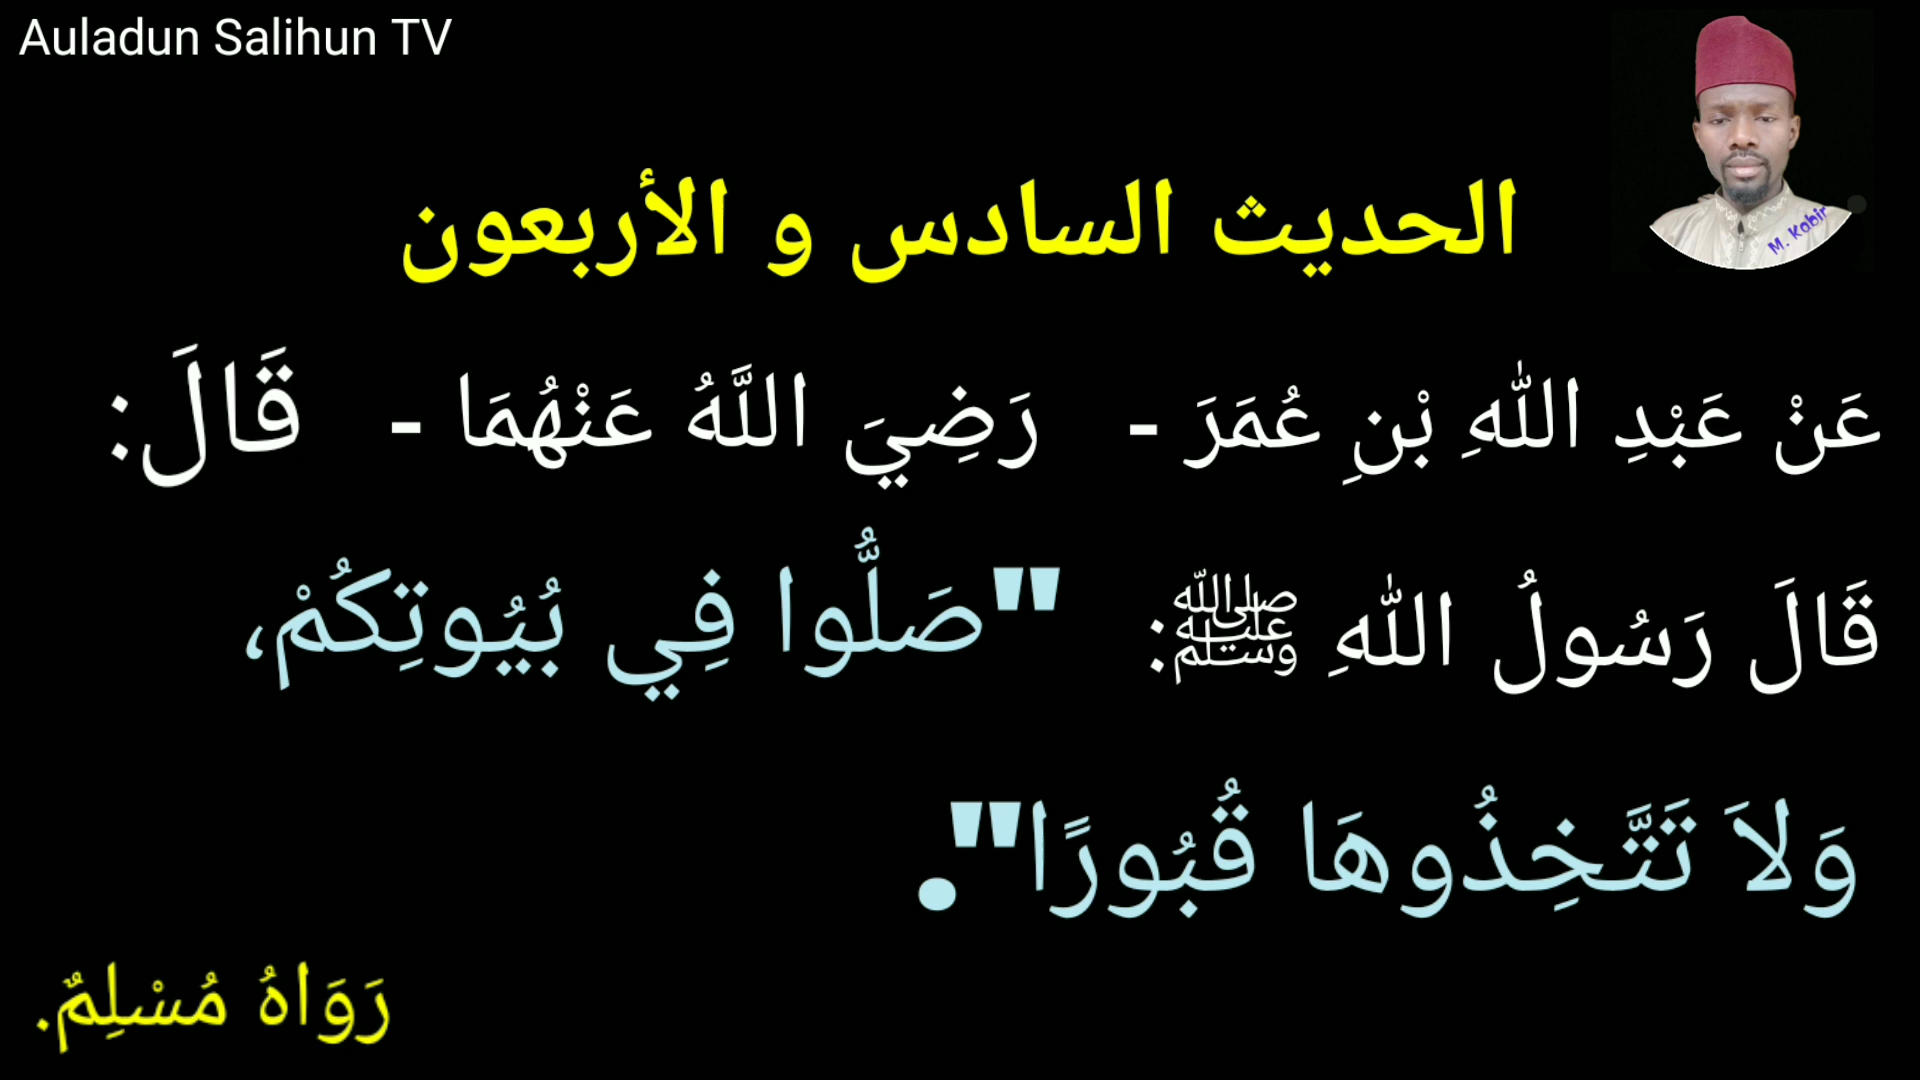 Auladun Salihun TV
M. Kabir
الحديث السادس و الأربعون
عَنْ عَبْدِ اللّٰهِ بْنِ عُمَرَ - رَضِيَ اللَّهُ عَنْهُمَا - قَالَ:
قَالَ رَسُولُ اللّٰهِ ﷺ: "صَلُّوا فِي بُيُوتِكُمْ،
وَلاَ تَتَّخِذُوهَا قُبُورًا".
رَوَاهُ مُسْلِمٌ.